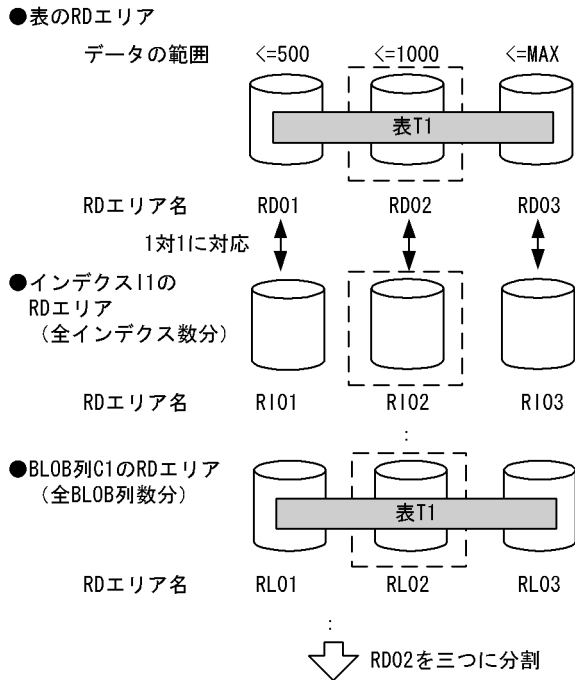 ●表のRDエリア
データの範囲 <=500 <=1000 <=MAX
表T1
RDエリア名 RD01 RD02 RD03
1対1に対応
●インデクスI1の
RDエリア
(全インデクス数分)
RDエリア名 RI01 RI02 RI03
:
●BLOB列C1のRDエリア
(全BLOB列数分)
表T1
RDエリア名 RL01 RL02 RL03
:
RD02を三つに分割